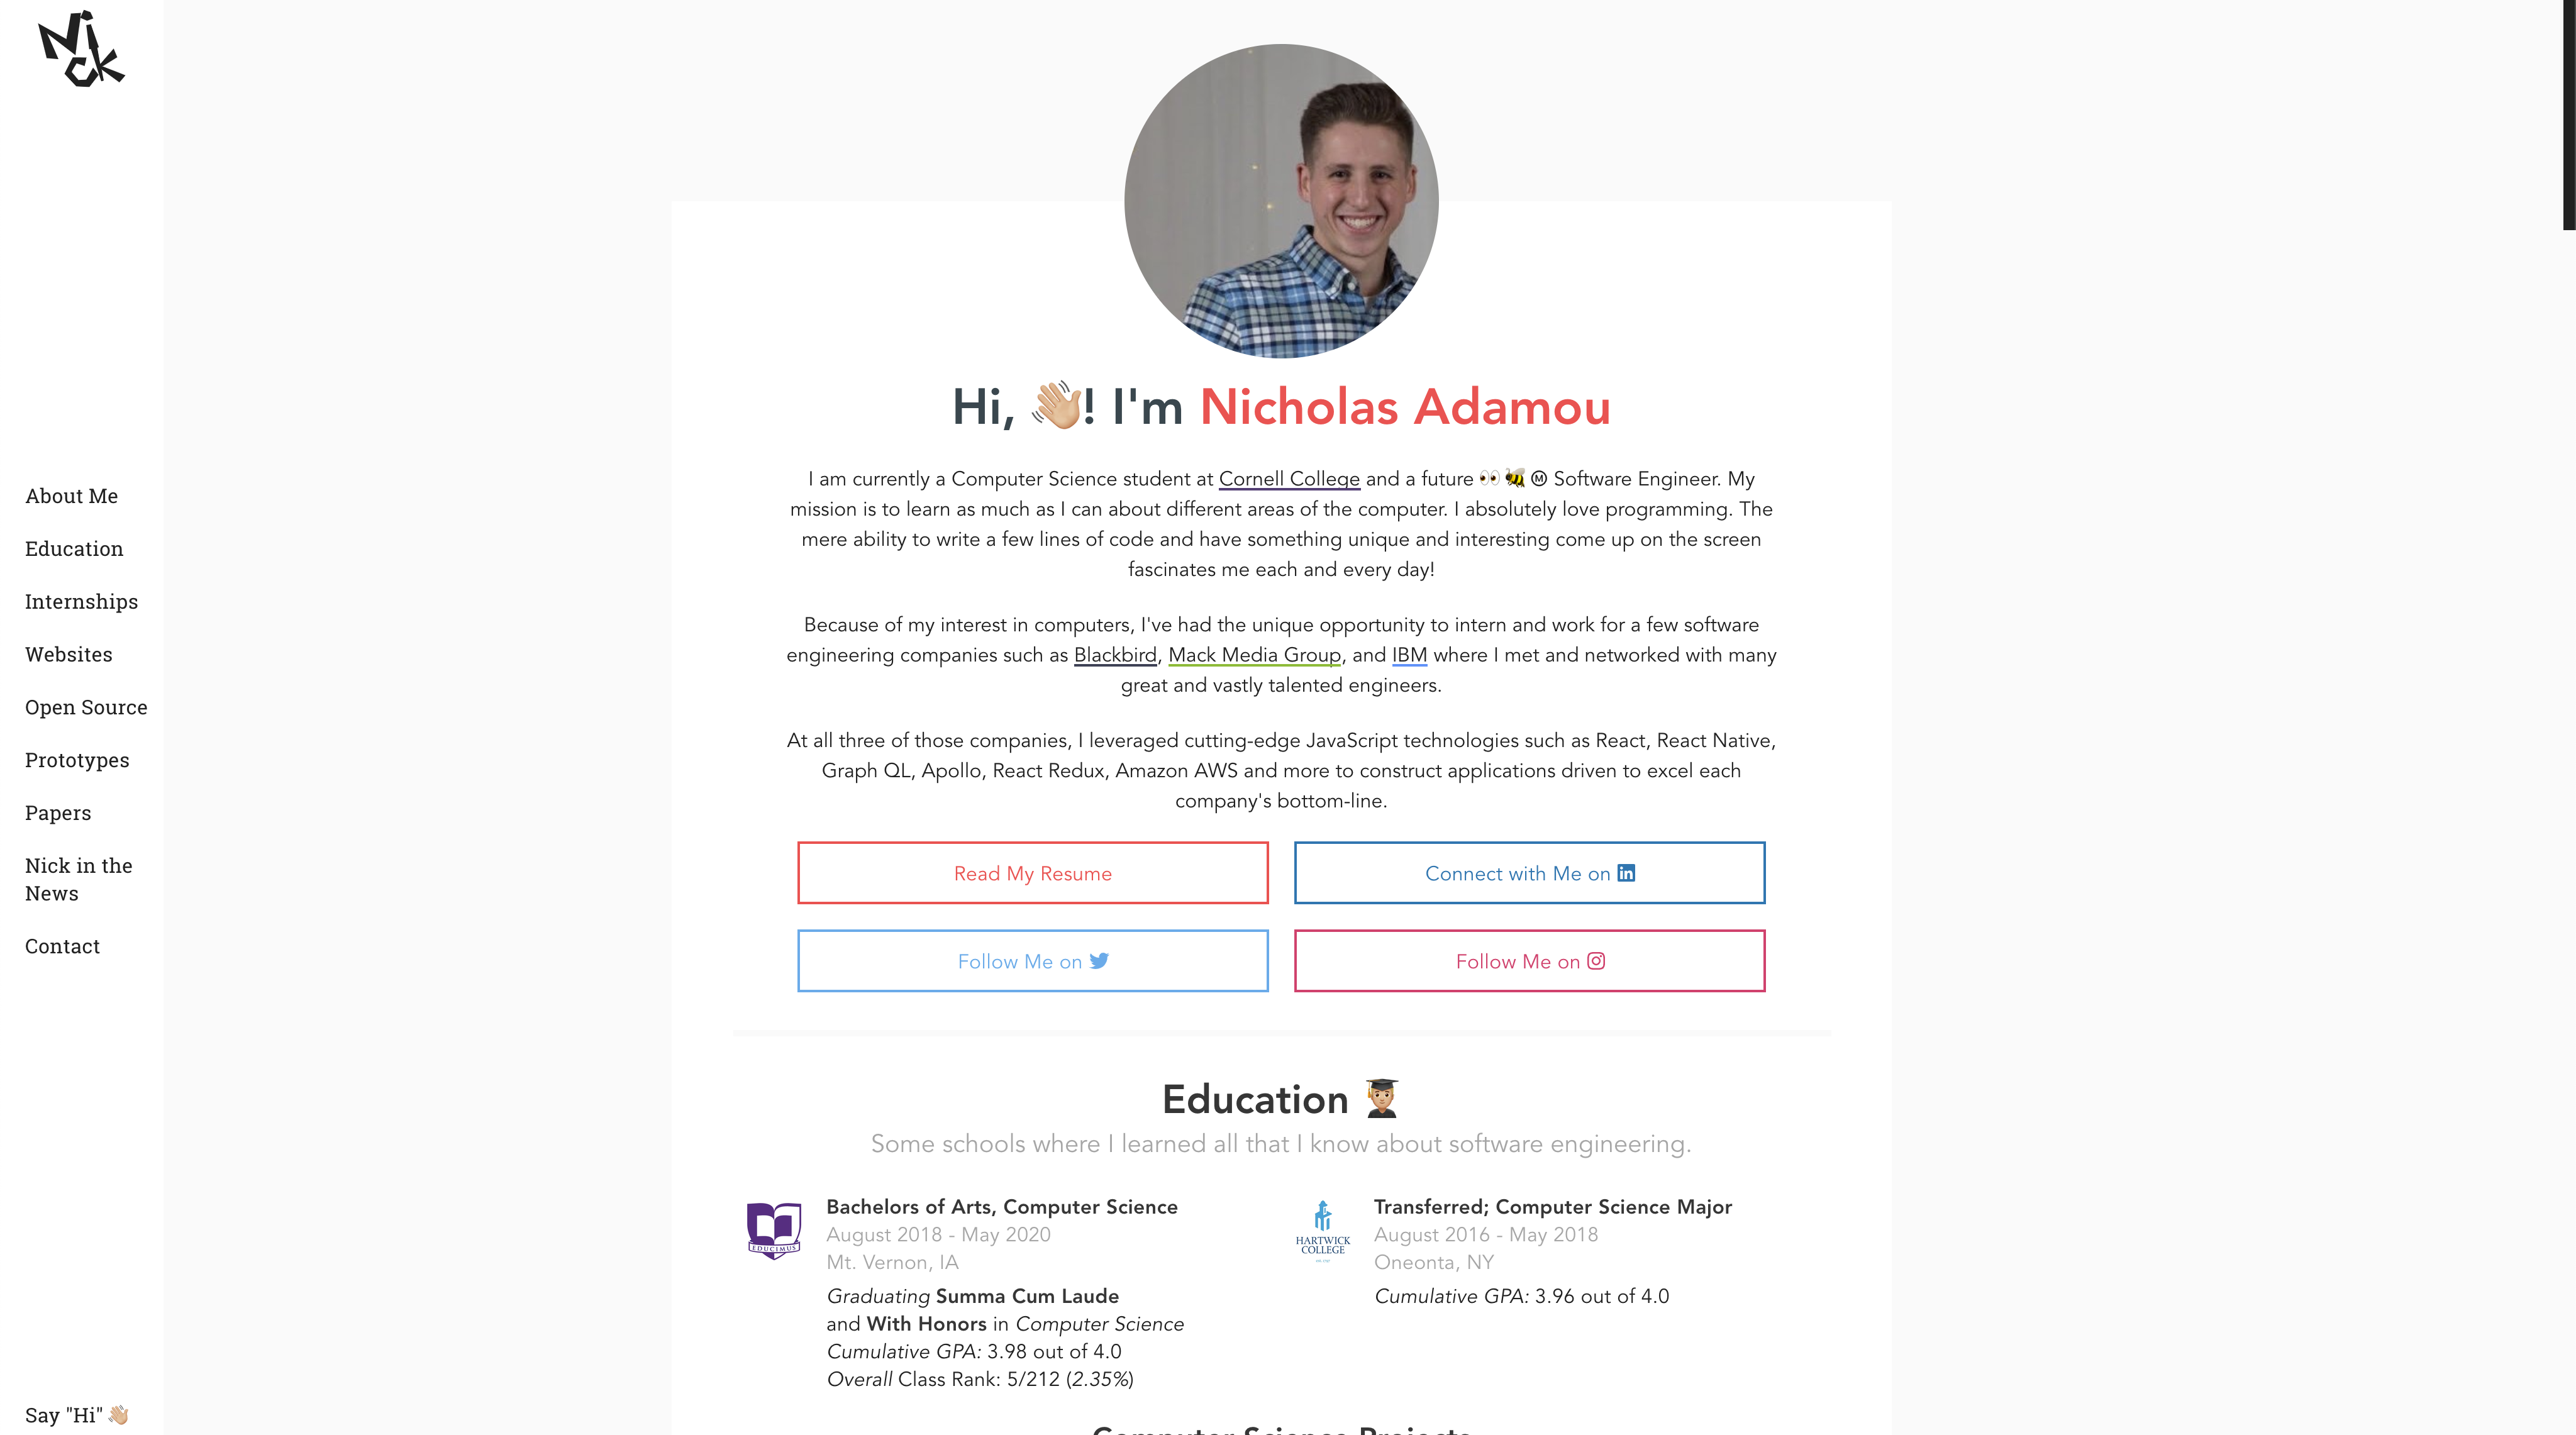 Nick
About Me
Education
Internships
Websites
Open Source
Prototypes
Papers
Nick in the
News
Contact
Say "Hi" 👋🏼
Hi, 👋🏼! I'm Nicholas Adamou
I am currently a Computer Science student at Cornell College and a future 👀🐝Ⓜ Software Engineer. My
mission is to learn as much as I can about different areas of the computer. I absolutely love programming. The
mere ability to write a few lines of code and have something unique and interesting come up on the screen
fascinates me each and every day!
Because of my interest in computers, I've had the unique opportunity to intern and work for a few software
engineering companies such as Blackbird, Mack Media Group, and IBM where I met and networked with many
great and vastly talented engineers.
At all three of those companies, I leveraged cutting-edge JavaScript technologies such as React, React Native,
Graph QL, Apollo, React Redux, Amazon AWS and more to construct applications driven to excel each
company's bottom-line.
Read My Resume
Connect with Me on in
Follow Me on
Follow Me on
Education 👨🏼‍🎓
Some schools where I learned all that I know about software engineering.
EDUCIMUS
Bachelors of Arts, Computer Science
August 2018 - May 2020
Mt. Vernon, IA
Graduating Summa Cum Laude
and With Honors in Computer Science
Cumulative GPA: 3.98 out of 4.0
Overall Class Rank: 5/212 (2.35%)
HARTWICK
COLLEGE
Transferred; Computer Science Major
August 2016 - May 2018
Oneonta, NY
Cumulative GPA: 3.96 out of 4.0
Computer Science Projects